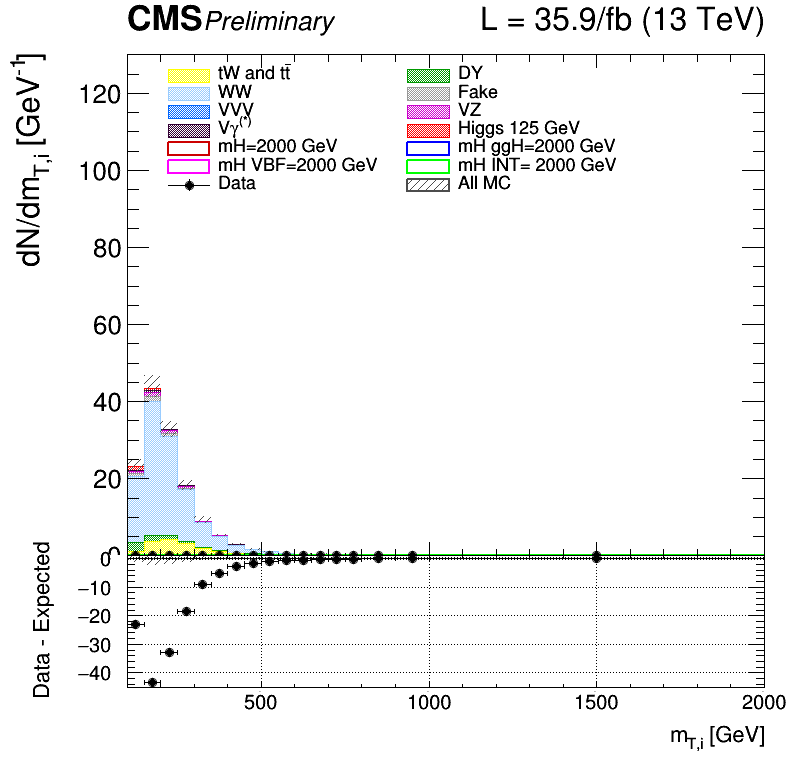 CMS Preliminary L = 35.9/fb (13 TeV)
dN/dm_{T,i} [GeV^{-1}]
tW and tt̄ DY
WW Fake
VVV VZ
Vγ^{(*)} Higgs 125 GeV
mH=2000 GeV mH ggH=2000 GeV
mH VBF=2000 GeV mH INT= 2000 GeV
Data All MC
120
100
80
60
40
20
0
Data - Expected
0
−10
−20
−30
−40
500 1000 1500 2000
m_{T,i} [GeV]